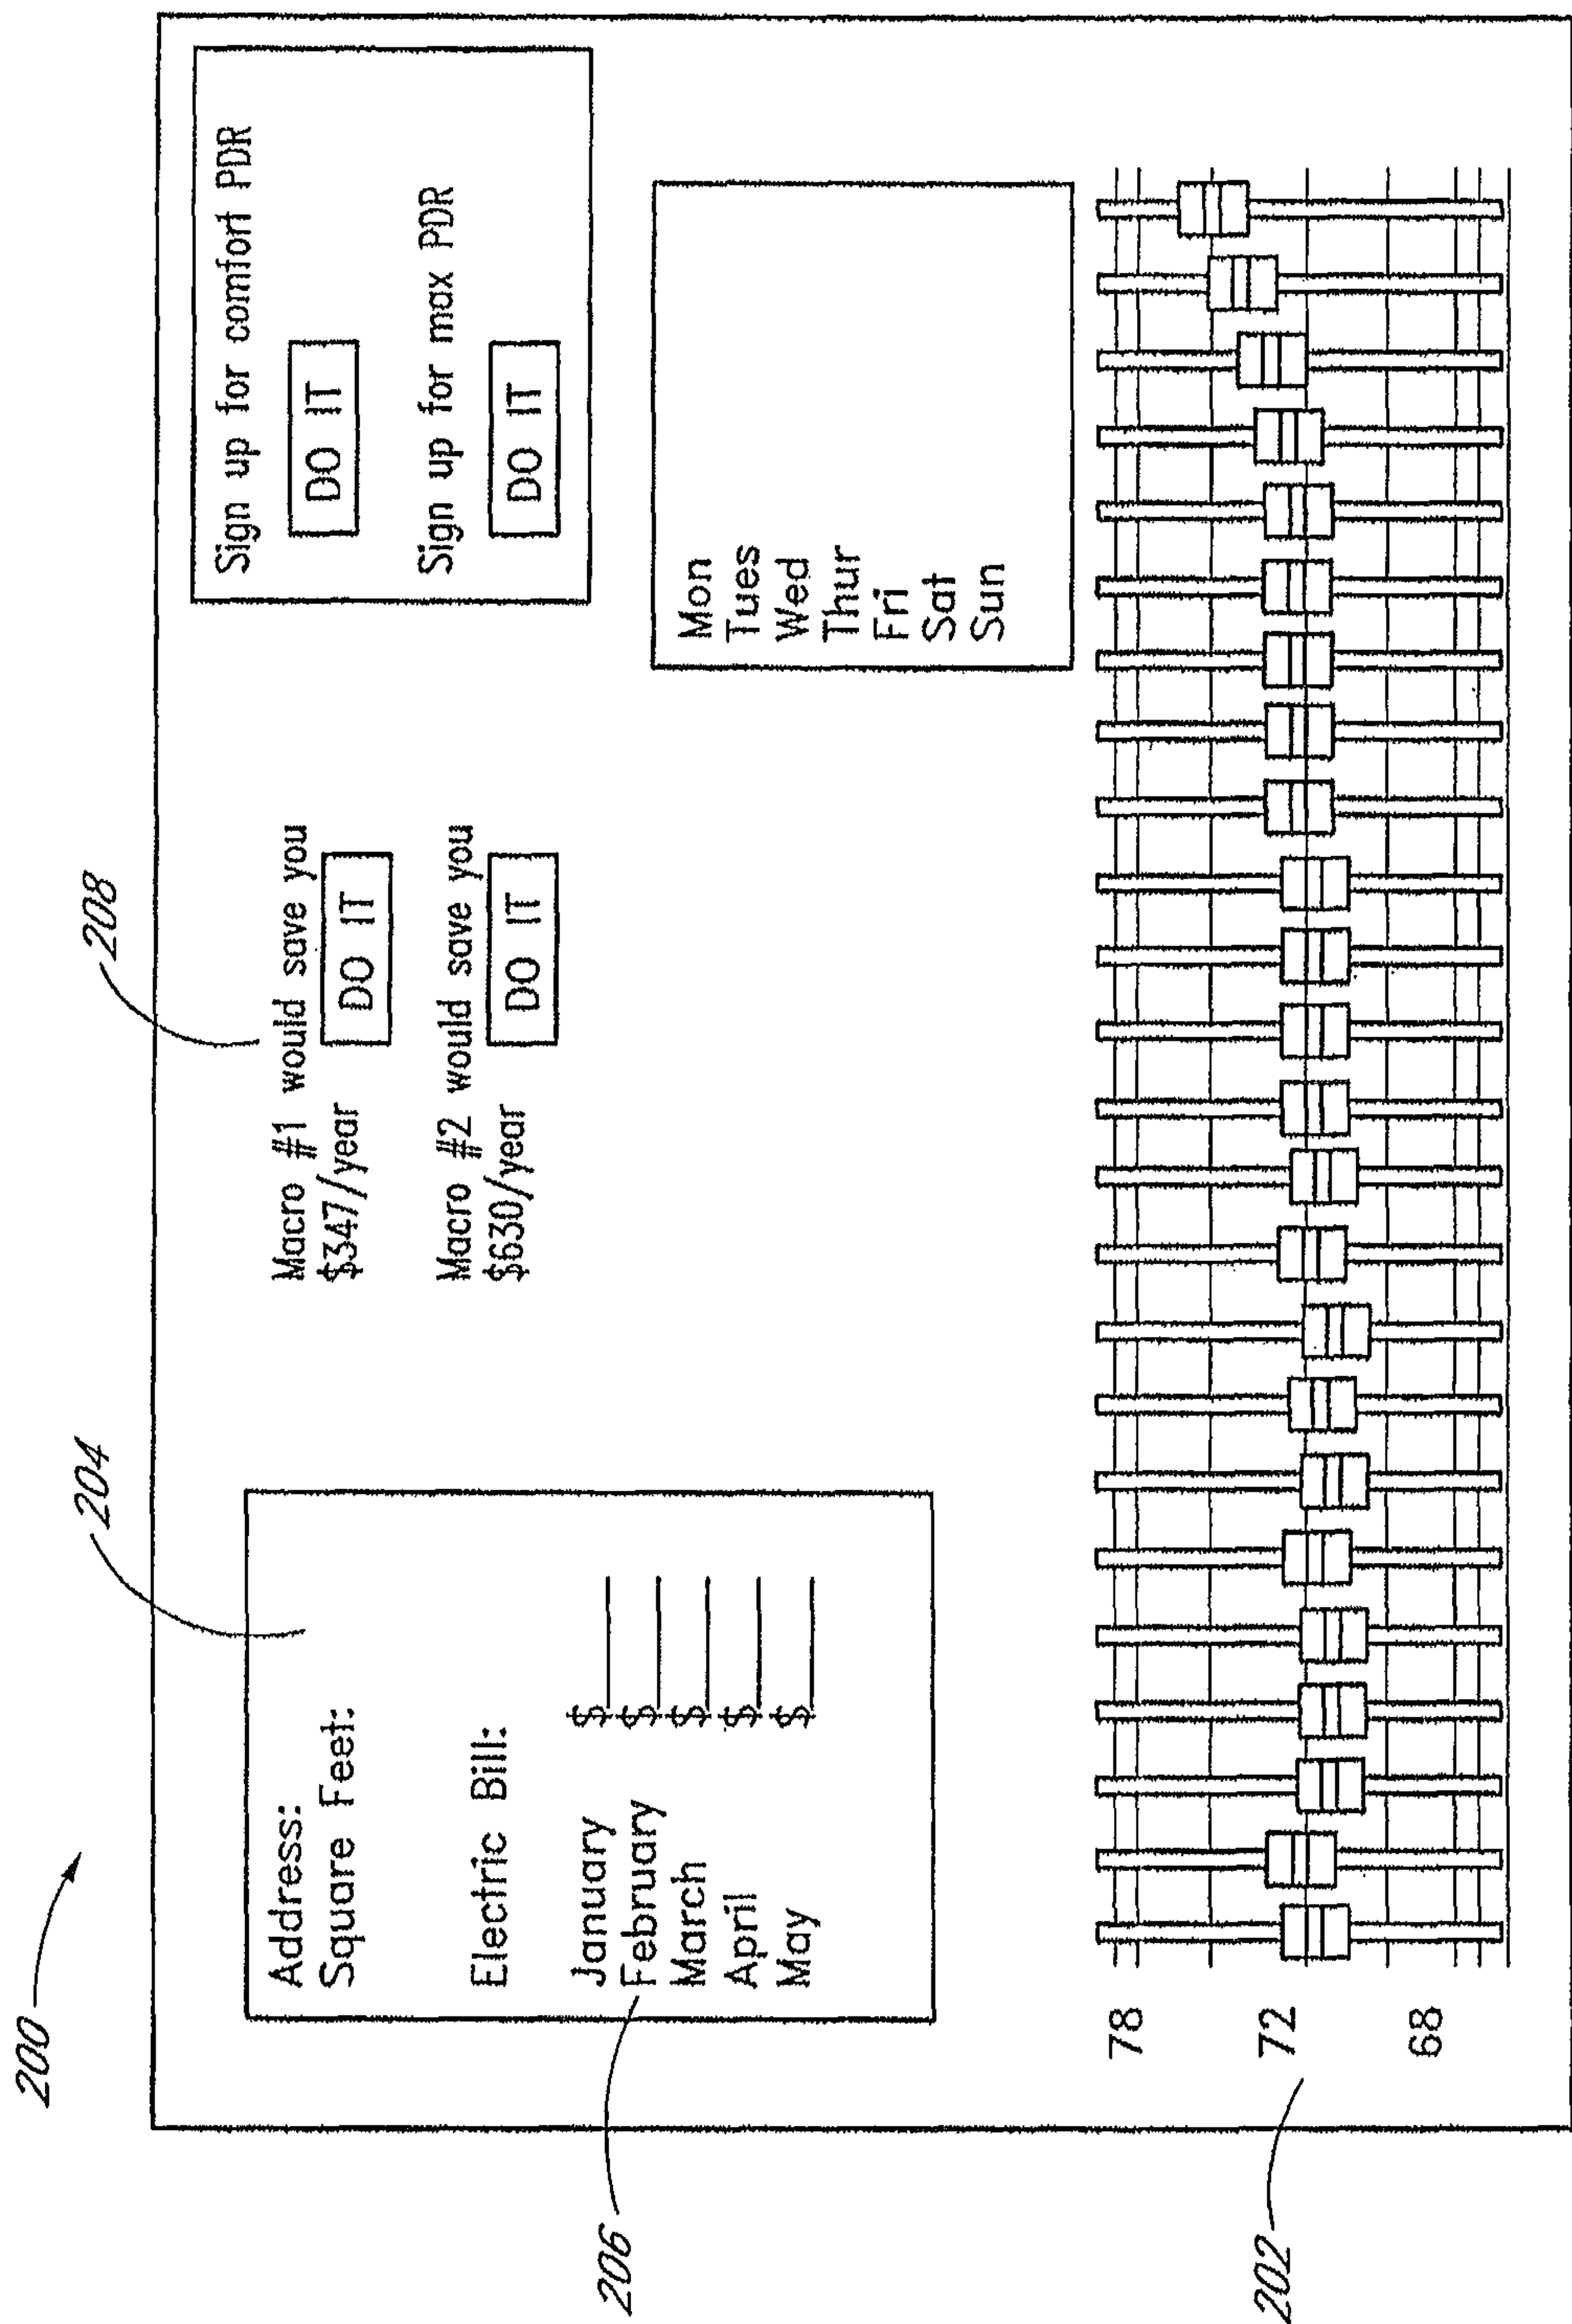 200
204
208
Address:
Square Feet:
Electric Bill:
January $
February $
March $
April $
May $
206
Macro #1 would save you
$347/year
DO IT
Macro #2 would save you
$630/year
DO IT
Sign up for comfort PDR
DO IT
Sign up for max PDR
DO IT
Mon
Tues
Wed
Thur
Fri
Sat
Sun
78
72
68
202